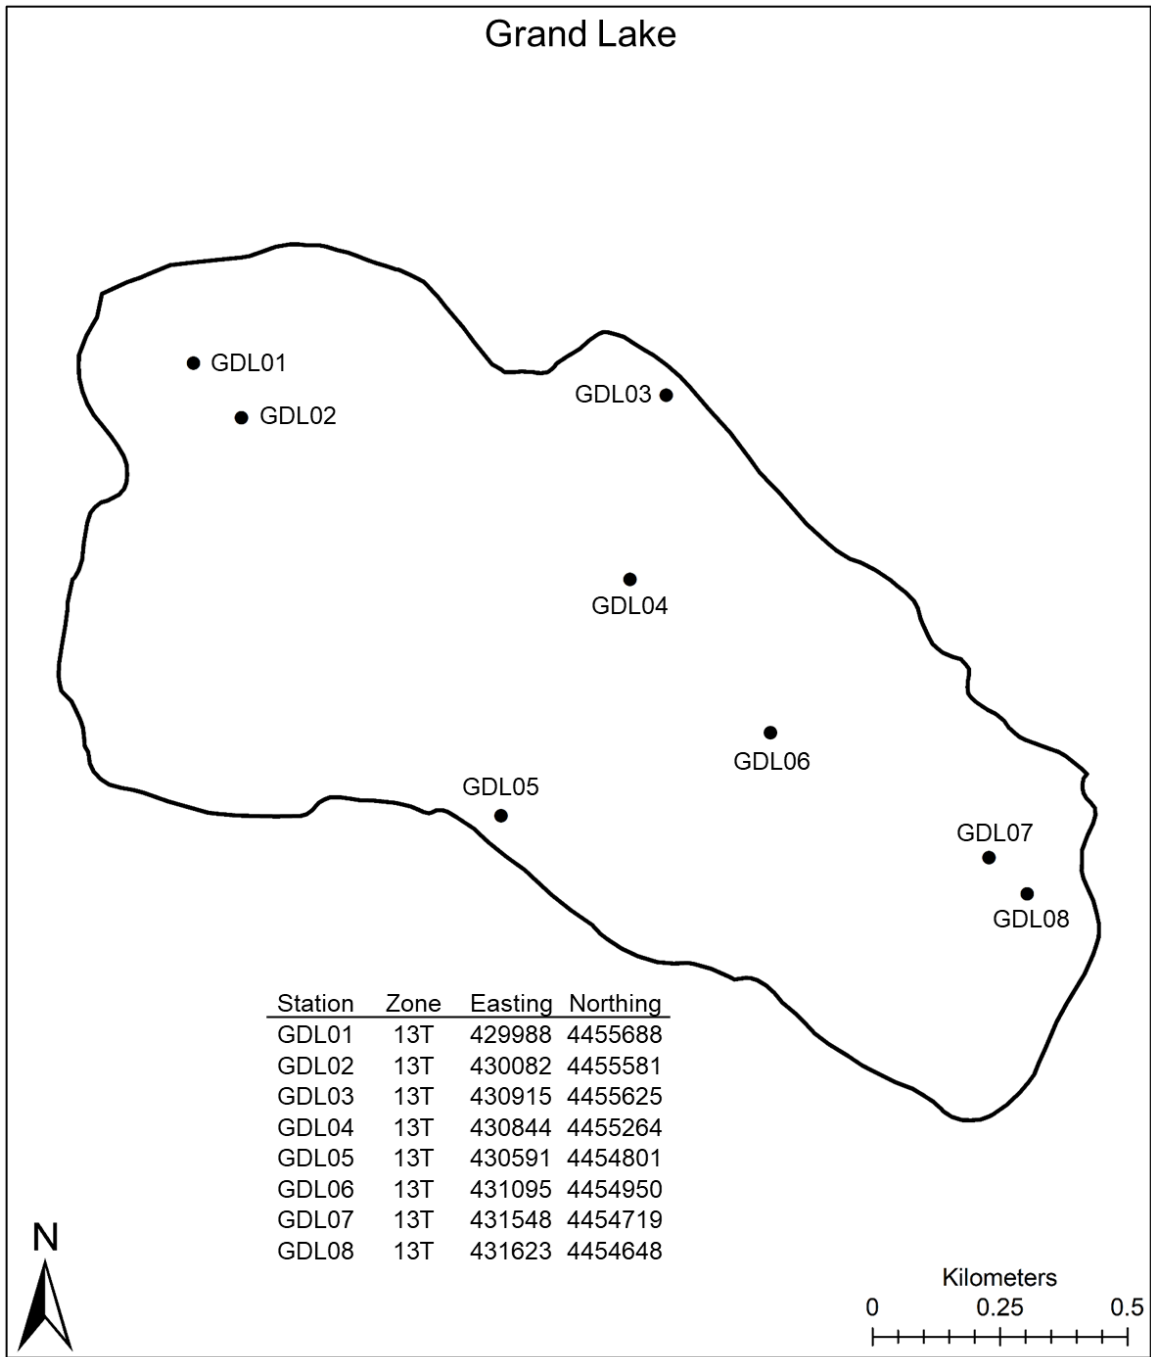 Grand Lake
GDL01
GDL02
GDL03
GDL04
GDL05
GDL06
GDL07
GDL08
Station Zone Easting Northing
GDL01 13T 429988 4455688
GDL02 13T 430082 4455581
GDL03 13T 430915 4455625
GDL04 13T 430844 4455264
GDL05 13T 430591 4454801
GDL06 13T 431095 4454950
GDL07 13T 431548 4454719
GDL08 13T 431623 4454648
N
Kilometers
0 0.25 0.5